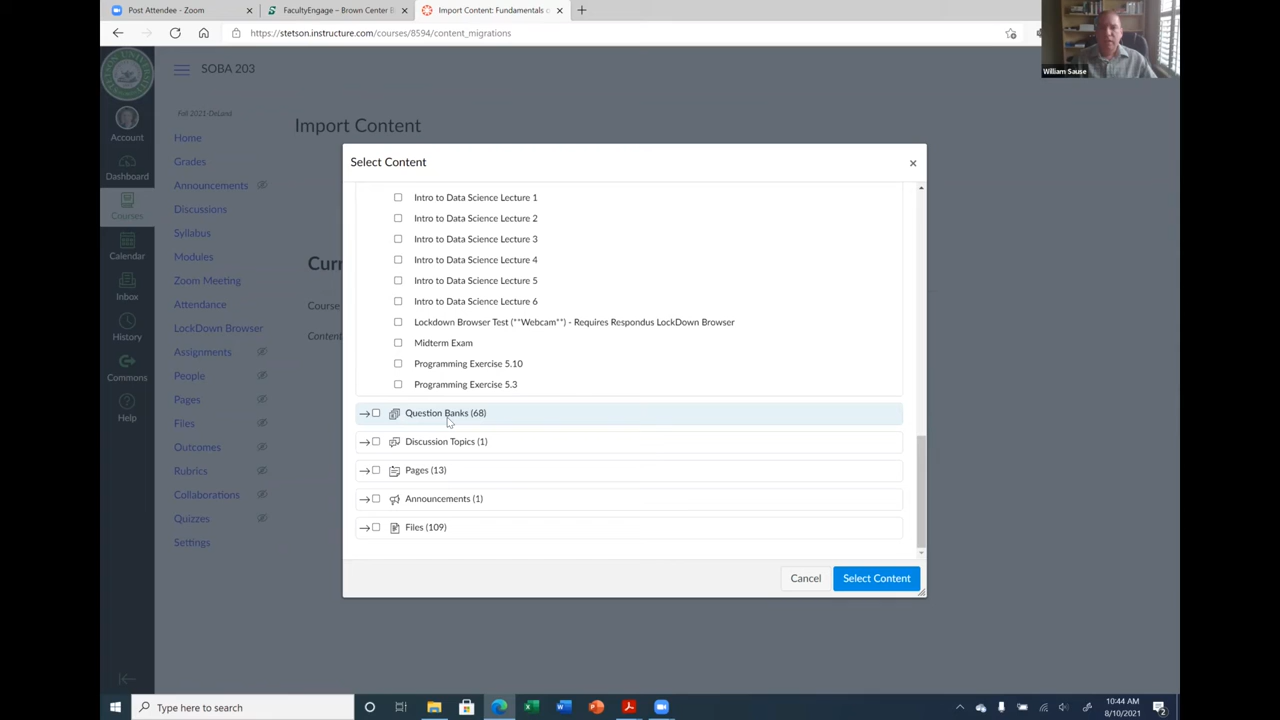 Post Attendee - Zoom
FacultyEngage – Brown Center f
Import Content: Fundamentals o
https://stetson.instructure.com/courses/8594/content_migrations
William Sause
SOBA 203
Account
Dashboard
Courses
Calendar
Inbox
History
Commons
Help
Fall 2021-DeLand
Home
Grades
Announcements
Discussions
Syllabus
Modules
Zoom Meeting
Attendance
LockDown Browser
Assignments
People
Pages
Files
Outcomes
Rubrics
Collaborations
Quizzes
Settings
Import Content
Curr
Course
Content
Select Content
Intro to Data Science Lecture 1
Intro to Data Science Lecture 2
Intro to Data Science Lecture 3
Intro to Data Science Lecture 4
Intro to Data Science Lecture 5
Intro to Data Science Lecture 6
Lockdown Browser Test (**Webcam**) - Requires Respondus LockDown Browser
Midterm Exam
Programming Exercise 5.10
Programming Exercise 5.3
Question Banks (68)
Discussion Topics (1)
Pages (13)
Announcements (1)
Files (109)
Cancel
Select Content
Type here to search
10:44 AM
8/10/2021
2